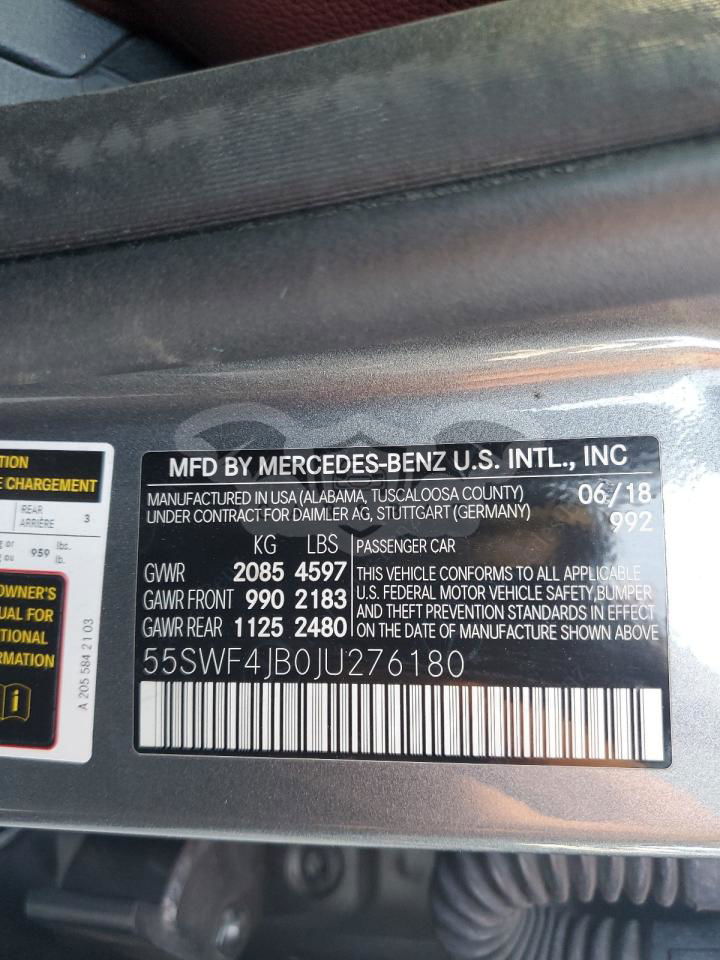 TION
E CHARGEMENT
REAR
ARRIÈRE 3
g or
959 lbs.
g ou
lb.
OWNER'S
UAL FOR
TIONAL
RMATION
A 205 584 21 03
MFD BY MERCEDES-BENZ U.S. INTL., INC
MANUFACTURED IN USA (ALABAMA, TUSCALOOSA COUNTY) 06/18
UNDER CONTRACT FOR DAIMLER AG, STUTTGART (GERMANY) 992
KG LBS PASSENGER CAR
GVWR 2085 4597 THIS VEHICLE CONFORMS TO ALL APPLICABLE
GAWR FRONT 990 2183 U.S. FEDERAL MOTOR VEHICLE SAFETY,BUMPER
GAWR REAR 1125 2480 AND THEFT PREVENTION STANDARDS IN EFFECT
ON THE DATE OF MANUFACTURE SHOWN ABOVE
55SWF4JB0JU276180